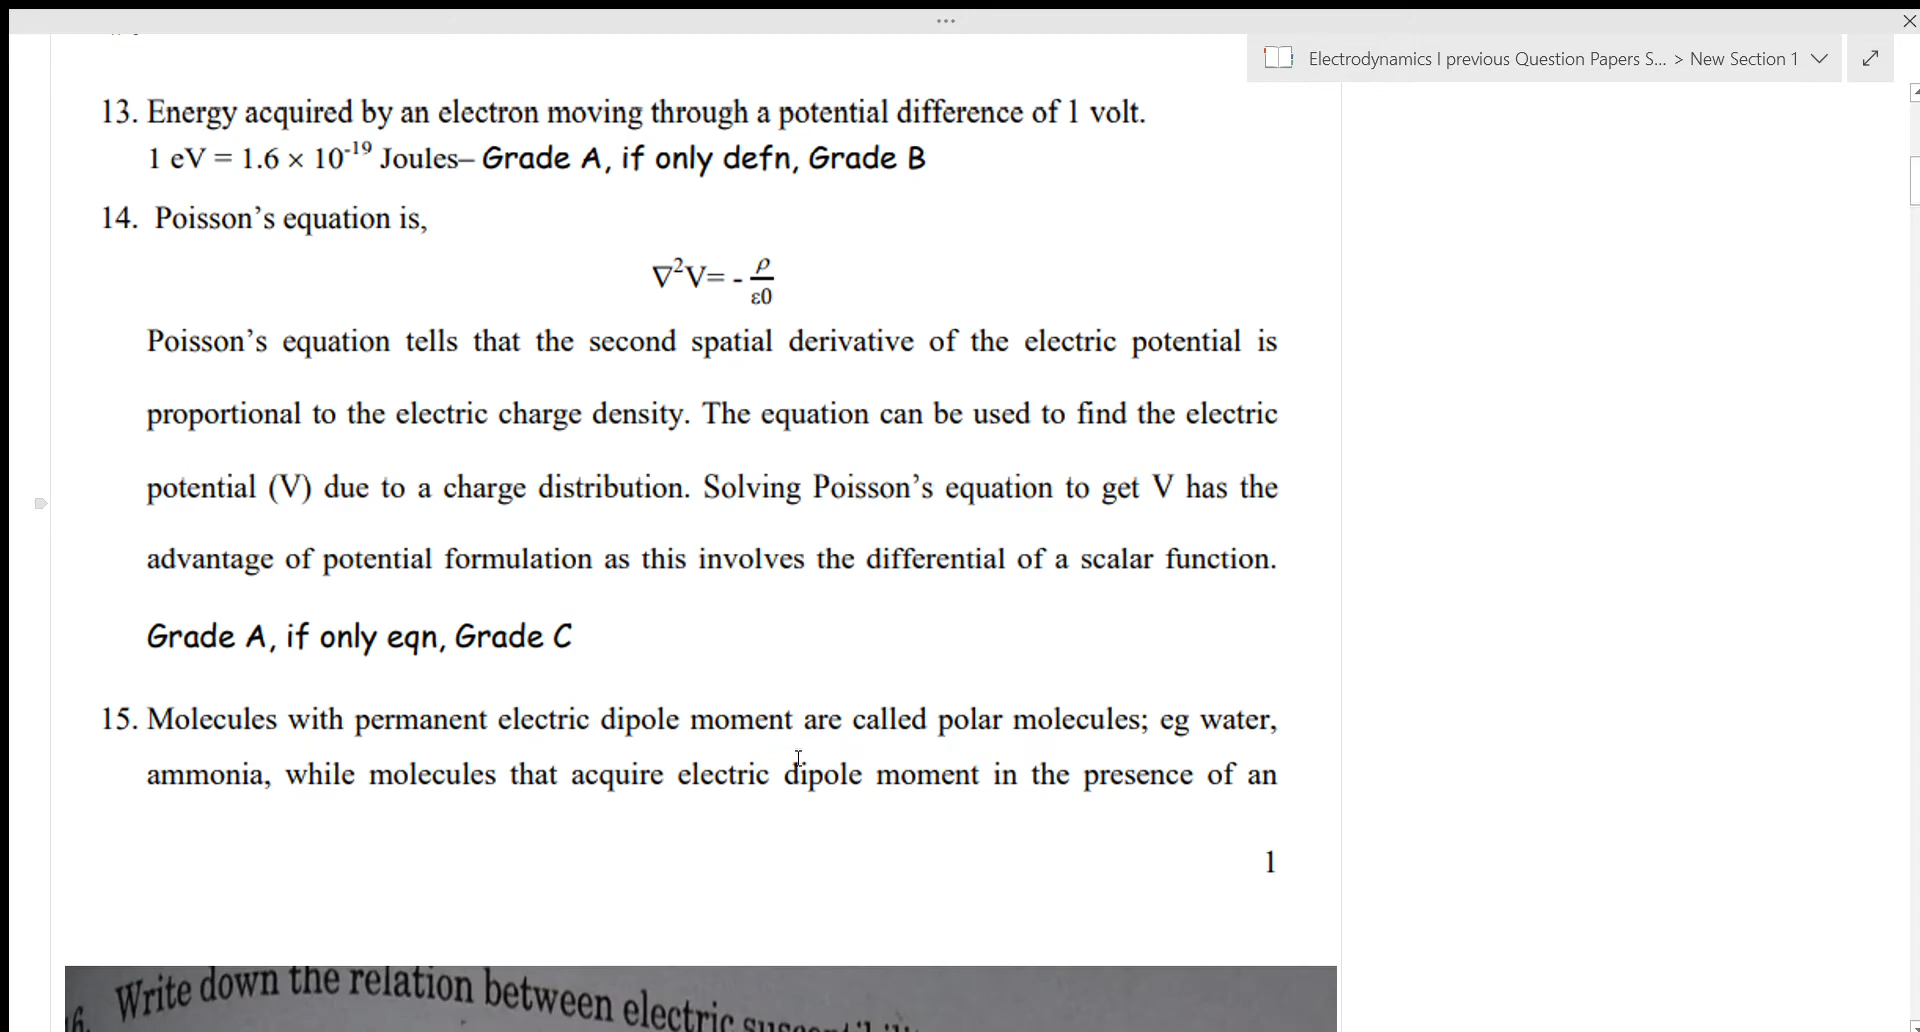 Electrodynamics I previous Question Papers S... > New Section 1
13. Energy acquired by an electron moving through a potential difference of 1 volt.
1 eV = 1.6 × 10⁻¹⁹ Joules– Grade A, if only defn, Grade B
14. Poisson's equation is,
∇²V= - ρ/ε0
Poisson's equation tells that the second spatial derivative of the electric potential is
proportional to the electric charge density. The equation can be used to find the electric
potential (V) due to a charge distribution. Solving Poisson's equation to get V has the
advantage of potential formulation as this involves the differential of a scalar function.
Grade A, if only eqn, Grade C
15. Molecules with permanent electric dipole moment are called polar molecules; eg water,
ammonia, while molecules that acquire electric dipole moment in the presence of an
1
Write down the relation between electric